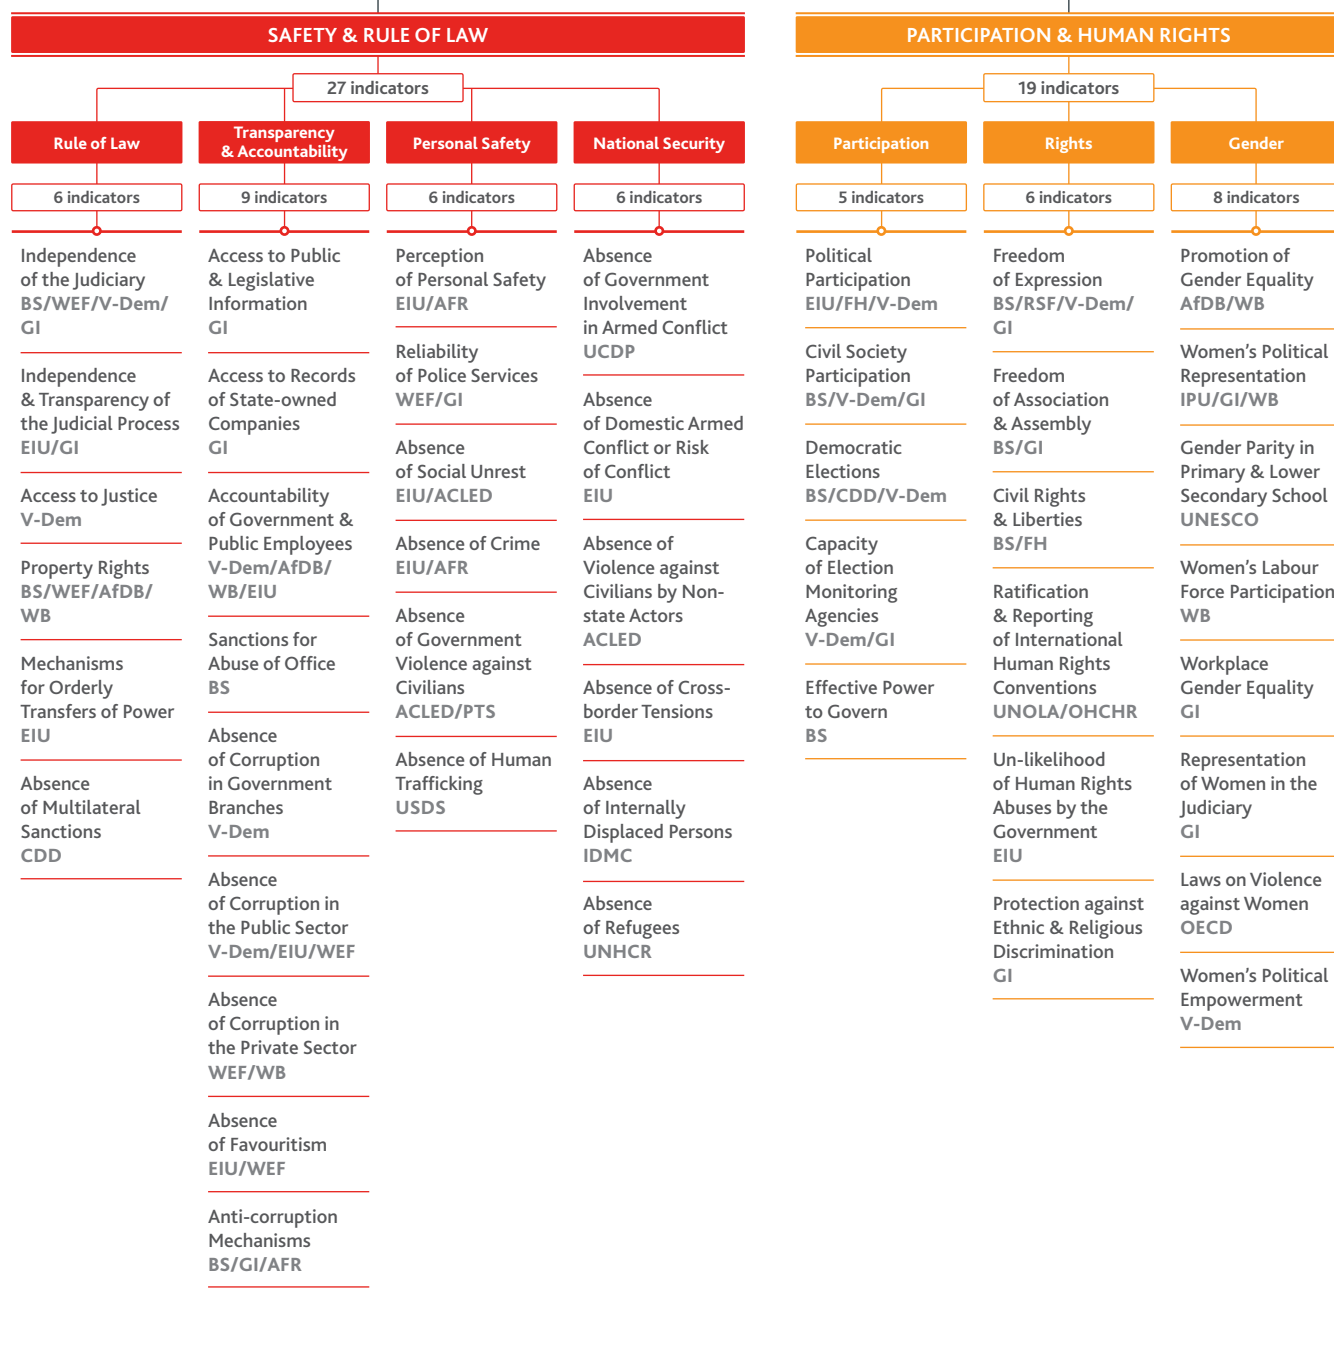 SAFETY & RULE OF LAW
27 indicators
Rule of Law
6 indicators
Independence
of the Judiciary
BS/WEF/V-Dem/
GI
Independence
& Transparency of
the Judicial Process
EIU/GI
Access to Justice
V-Dem
Property Rights
BS/WEF/AfDB/
WB
Mechanisms
for Orderly
Transfers of Power
EIU
Absence
of Multilateral
Sanctions
CDD
Transparency
& Accountability
9 indicators
Access to Public
& Legislative
Information
GI
Access to Records
of State-owned
Companies
GI
Accountability
of Government &
Public Employees
V-Dem/AfDB/
WB/EIU
Sanctions for
Abuse of Office
BS
Absence
of Corruption
in Government
Branches
V-Dem
Absence
of Corruption in
the Public Sector
V-Dem/EIU/WEF
Absence
of Corruption in
the Private Sector
WEF/WB
Absence
of Favouritism
EIU/WEF
Anti-corruption
Mechanisms
BS/GI/AFR
Personal Safety
6 indicators
Perception
of Personal Safety
EIU/AFR
Reliability
of Police Services
WEF/GI
Absence
of Social Unrest
EIU/ACLED
Absence of Crime
EIU/AFR
Absence
of Government
Violence against
Civilians
ACLED/PTS
Absence of Human
Trafficking
USDS
National Security
6 indicators
Absence
of Government
Involvement
in Armed Conflict
UCDP
Absence
of Domestic Armed
Conflict or Risk
of Conflict
EIU
Absence of
Violence against
Civilians by Non-
state Actors
ACLED
Absence of Cross-
border Tensions
EIU
Absence
of Internally
Displaced Persons
IDMC
Absence
of Refugees
UNHCR
PARTICIPATION & HUMAN RIGHTS
19 indicators
Participation
5 indicators
Political
Participation
EIU/FH/V-Dem
Civil Society
Participation
BS/V-Dem/GI
Democratic
Elections
BS/CDD/V-Dem
Capacity
of Election
Monitoring
Agencies
V-Dem/GI
Effective Power
to Govern
BS
Rights
6 indicators
Freedom
of Expression
BS/RSF/V-Dem/
GI
Freedom
of Association
& Assembly
BS/GI
Civil Rights
& Liberties
BS/FH
Ratification
& Reporting
of International
Human Rights
Conventions
UNOLA/OHCHR
Un-likelihood
of Human Rights
Abuses by the
Government
EIU
Protection against
Ethnic & Religious
Discrimination
GI
Gender
8 indicators
Promotion of
Gender Equality
AfDB/WB
Women's Political
Representation
IPU/GI/WB
Gender Parity in
Primary & Lower
Secondary School
UNESCO
Women's Labour
Force Participation
WB
Workplace
Gender Equality
GI
Representation
of Women in the
Judiciary
GI
Laws on Violence
against Women
OECD
Women's Political
Empowerment
V-Dem